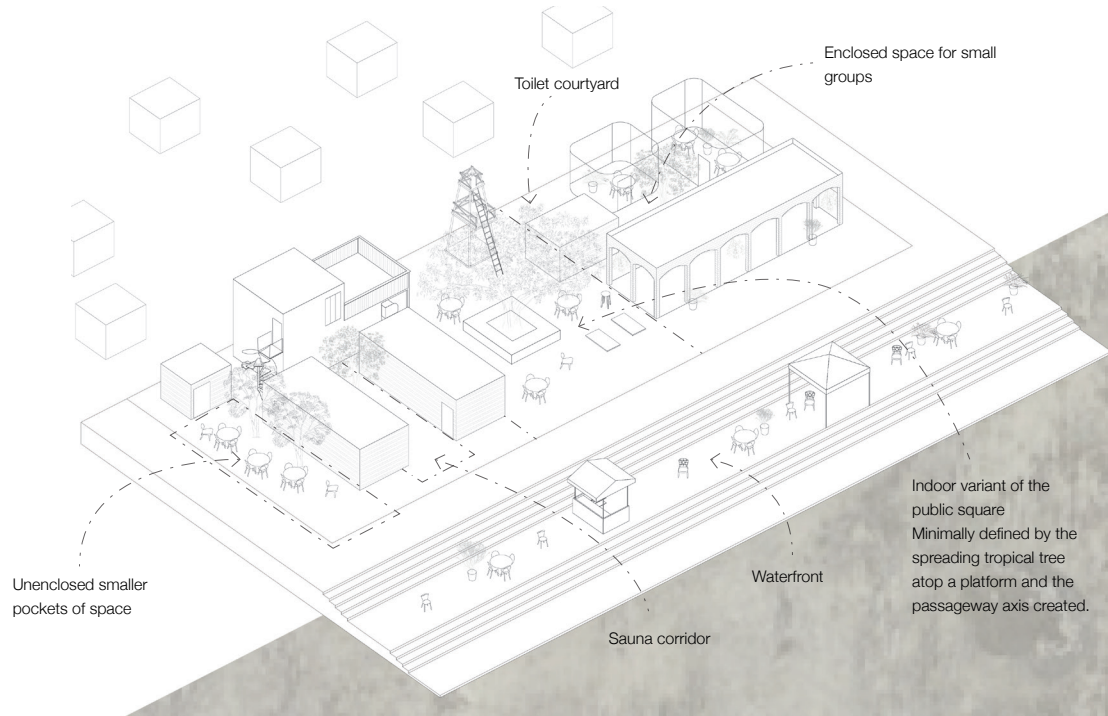 Enclosed space for small
groups
Toilet courtyard
Indoor variant of the
public square
Minimally defined by the
spreading tropical tree
atop a platform and the
passageway axis created.
Unenclosed smaller
pockets of space
Waterfront
Sauna corridor